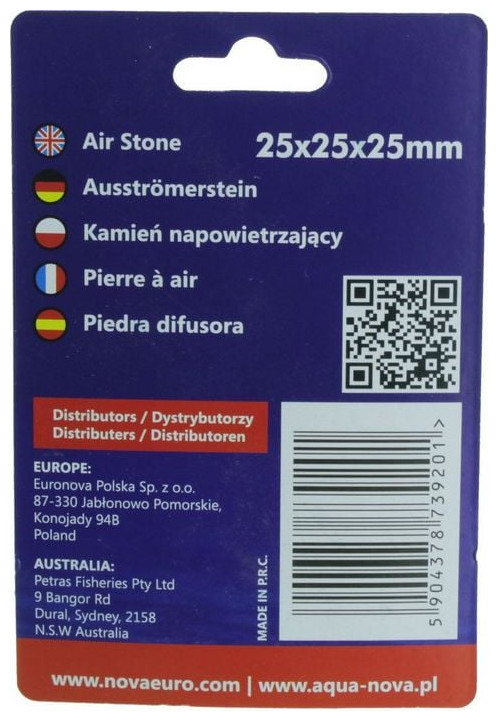 Air Stone
25x25x25mm
Ausströmerstein
Kamień napowietrzający
Pierre à air
Piedra difusora
Distributors / Dystrybutorzy
Distributers / Distributoren
EUROPE:
Euronova Polska Sp. z o.o.
87-330 Jabłonowo Pomorskie,
Konojady 94B
Poland
AUSTRALIA:
Petras Fisheries Pty Ltd
9 Bangor Rd
Dural, Sydney, 2158
N.S.W Australia
MADE IN P.R.C.
5 904378 739201 >
www.novaeuro.com | www.aqua-nova.pl